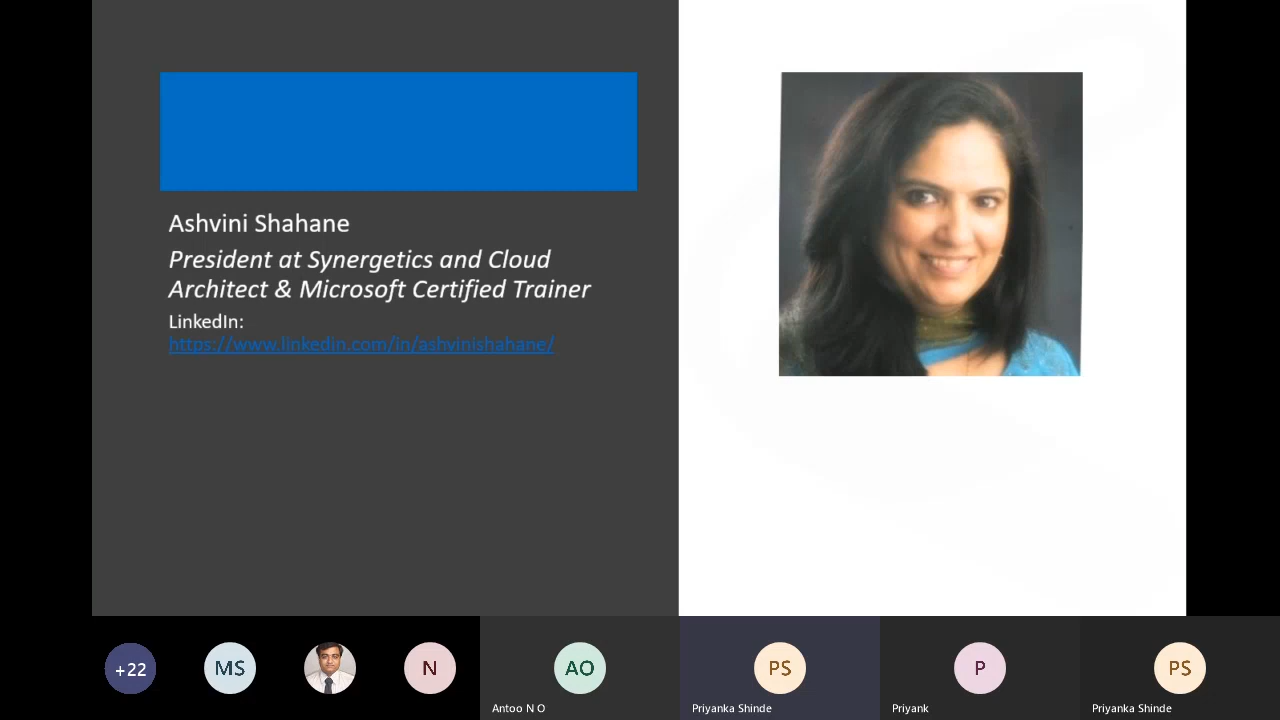 Ashvini Shahane
President at Synergetics and Cloud
Architect & Microsoft Certified Trainer
LinkedIn:
https://www.linkedin.com/in/ashvinishahane/
+22
MS
N
AO
PS
P
PS
Antoo N O
Priyanka Shinde
Priyank
Priyanka Shinde